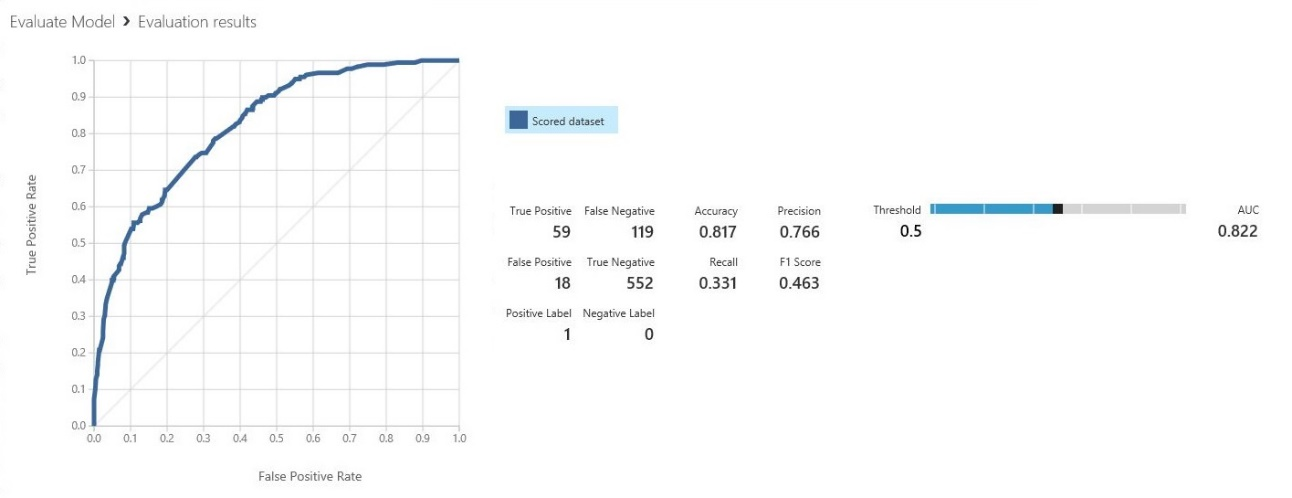 Evaluate Model > Evaluation results
1.0
0.9
0.8
0.7
0.6
0.5
0.4
0.3
0.2
0.1
0.0
True Positive Rate
0.0 0.1 0.2 0.3 0.4 0.5 0.6 0.7 0.8 0.9 1.0
False Positive Rate
Scored dataset
True Positive False Negative Accuracy Precision Threshold AUC
59 119 0.817 0.766 0.5 0.822
False Positive True Negative Recall F1 Score
18 552 0.331 0.463
Positive Label Negative Label
1 0